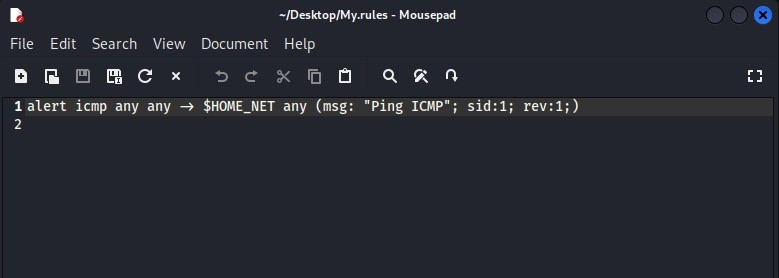 ~/Desktop/My.rules - Mousepad
File Edit Search View Document Help
1 alert icmp any any -> $HOME_NET any (msg: "Ping ICMP"; sid:1; rev:1;)
2